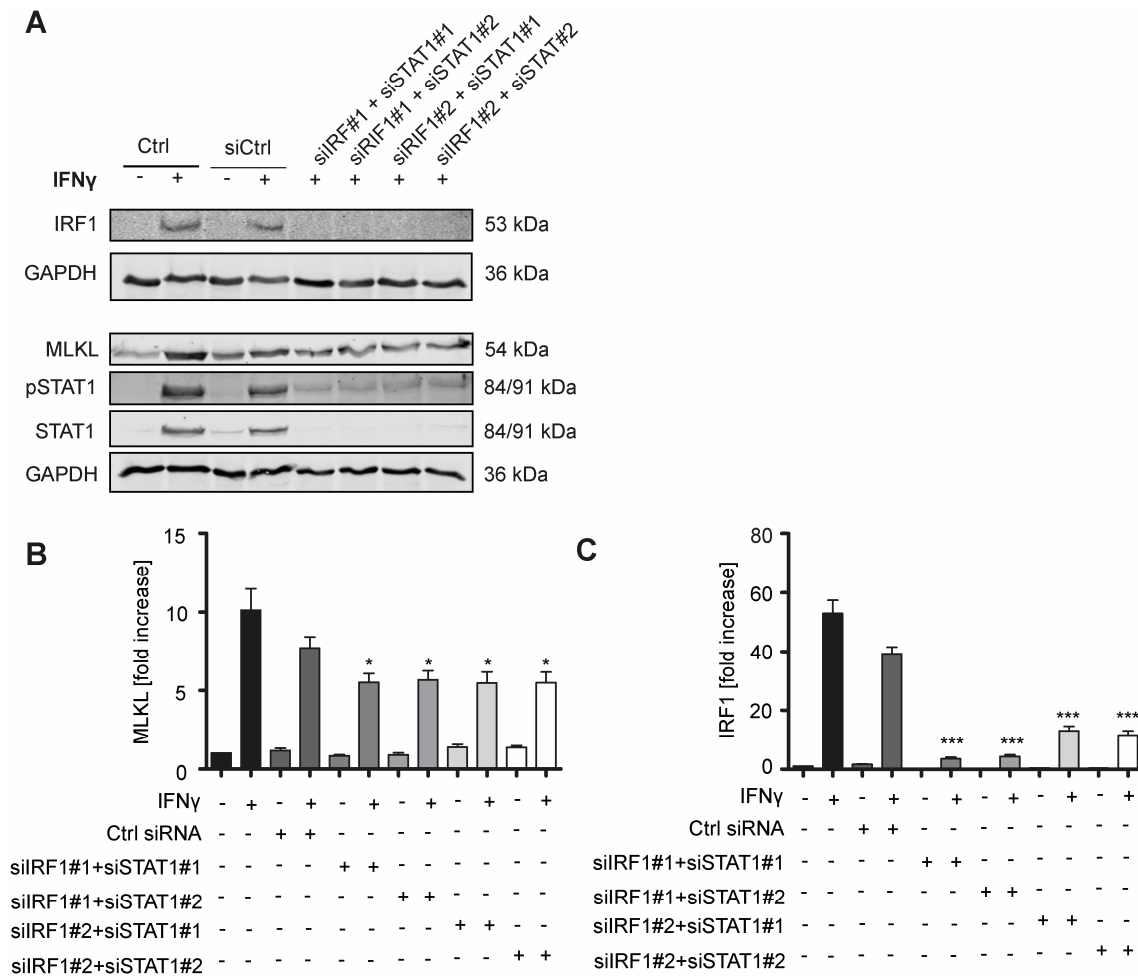 A
siIRF#1 + siSTAT1#1
siRIF1#1 + siSTAT1#2
siRIF1#2 + siSTAT1#1
siIRF1#2 + siSTAT#2
Ctrl siCtrl
IFNγ - + - + + + + +
IRF1 53 kDa
GAPDH 36 kDa
MLKL 54 kDa
pSTAT1 84/91 kDa
STAT1 84/91 kDa
GAPDH 36 kDa
B
MLKL [fold increase]
15
10
5
0
* * * *
IFNγ - + - + - + - + - + - +
Ctrl siRNA - - + + - - - - - - - -
siIRF1#1+siSTAT1#1 - - - - + + - - - - - -
siIRF1#1+siSTAT1#2 - - - - - - + + - - - -
siIRF1#2+siSTAT1#1 - - - - - - - - + + - -
siIRF1#2+siSTAT1#2 - - - - - - - - - - + +
C
IRF1 [fold increase]
80
60
40
20
0
*** *** *** ***
IFNγ - + - + - + - + - + - +
Ctrl siRNA - - + + - - - - - - - -
siIRF1#1+siSTAT1#1 - - - - + + - - - - - -
siIRF1#1+siSTAT1#2 - - - - - - + + - - - -
siIRF1#2+siSTAT1#1 - - - - - - - - + + - -
siIRF1#2+siSTAT1#2 - - - - - - - - - - + +